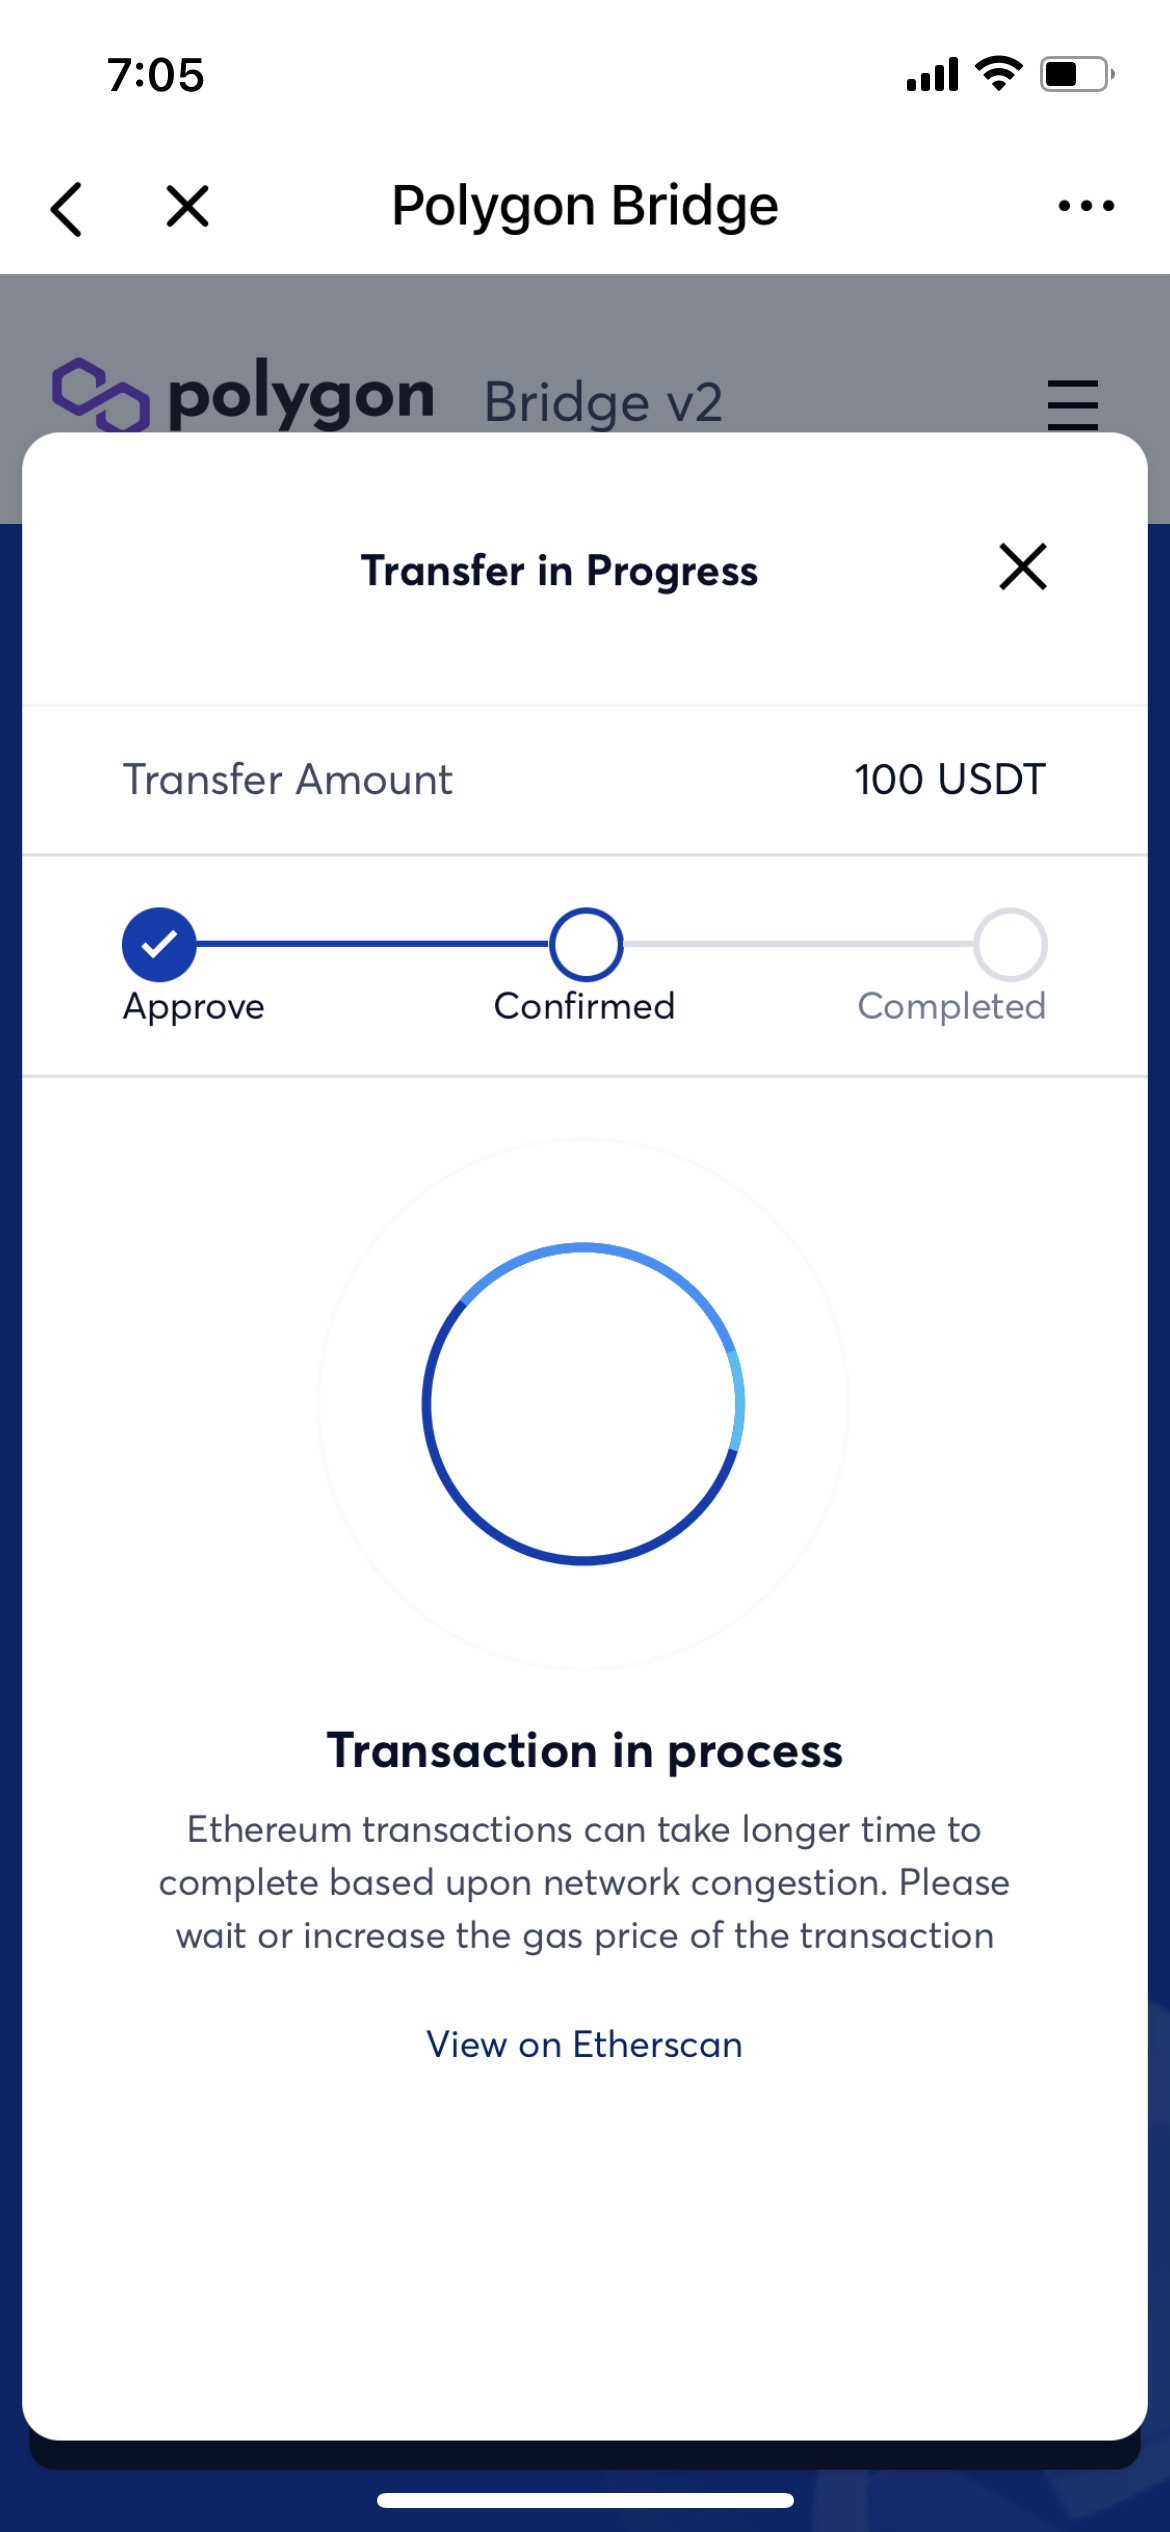 7:05
Polygon Bridge
polygon Bridge v2
Transfer in Progress
Transfer Amount 100 USDT
Approve Confirmed Completed
Transaction in process
Ethereum transactions can take longer time to
complete based upon network congestion. Please
wait or increase the gas price of the transaction
View on Etherscan